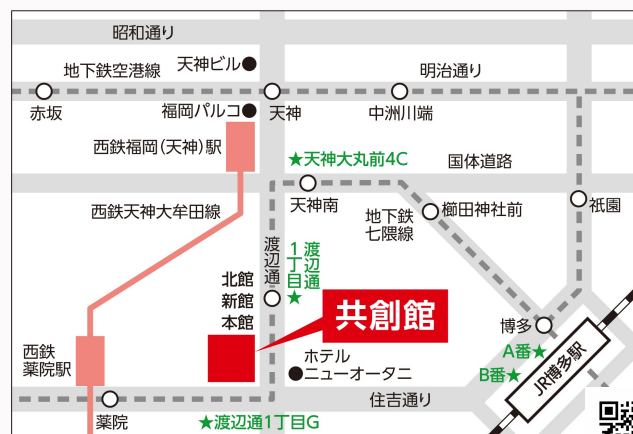 昭和通り
地下鉄空港線
天神ビル
明治通り
赤坂
福岡パルコ
天神
中洲川端
西鉄福岡(天神)駅
★天神大丸前4C
国体道路
西鉄天神大牟田線
天神南
地下鉄
七隈線
櫛田神社前
祇園
渡辺通
渡辺通
1丁目
★
北館
新館
本館
共創館
博多
A番★
B番★
JR博多駅
西鉄
薬院駅
ホテル
ニューオータニ
薬院
★渡辺通1丁目G
住吉通り